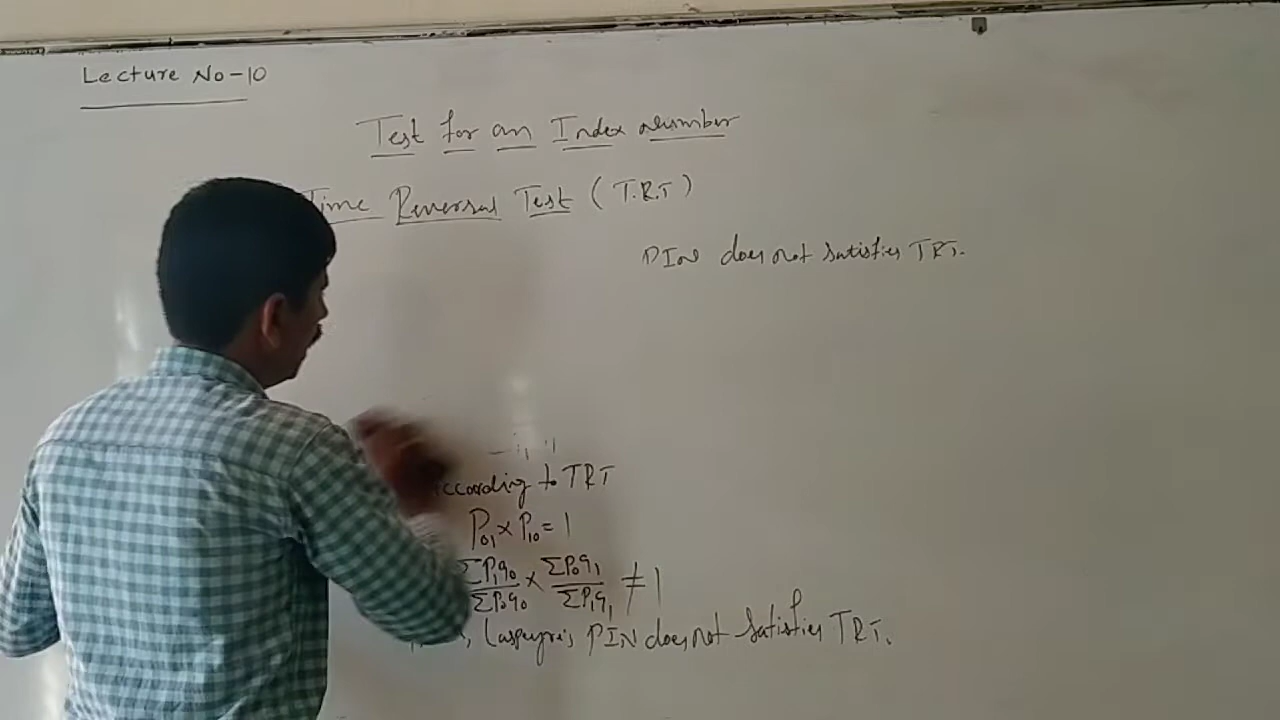 Lecture No-10
Test for an Index Number
Time Reversal Test (T.R.T)
PIN does not satisfies TRT.
According to TRT
P₀₁ × P₁₀ = 1
ΣP₁q₀/ΣP₀q₀ × ΣP₀q₁/ΣP₁q₁ ≠ 1
, Laspeyre's PIN does not satisfies TRT.